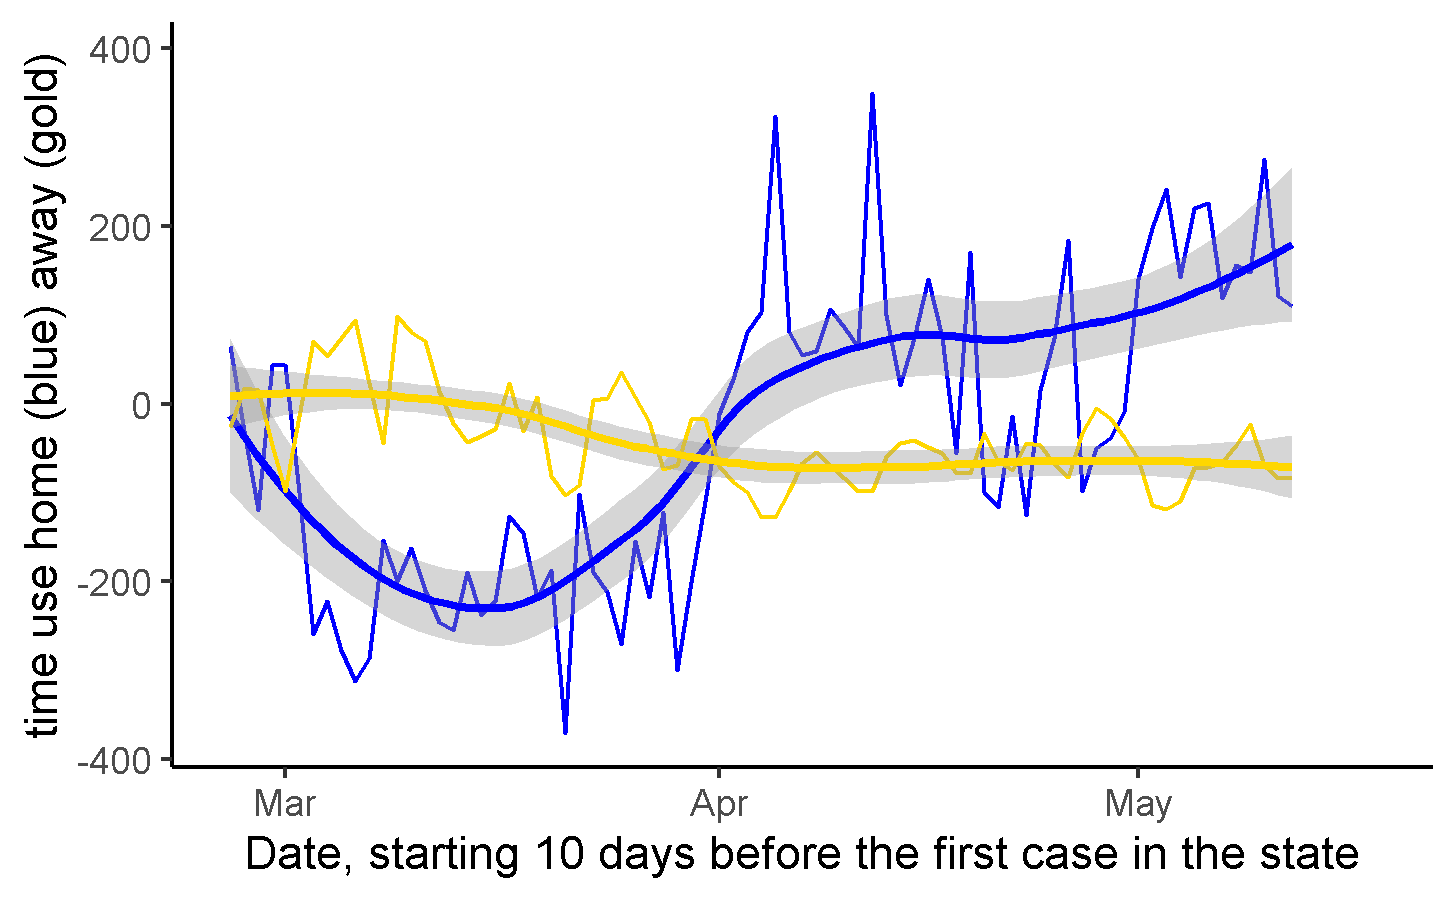 time use home (blue) away (gold)
400
200
0
-200
-400
Mar
Apr
May
Date, starting 10 days before the first case in the state